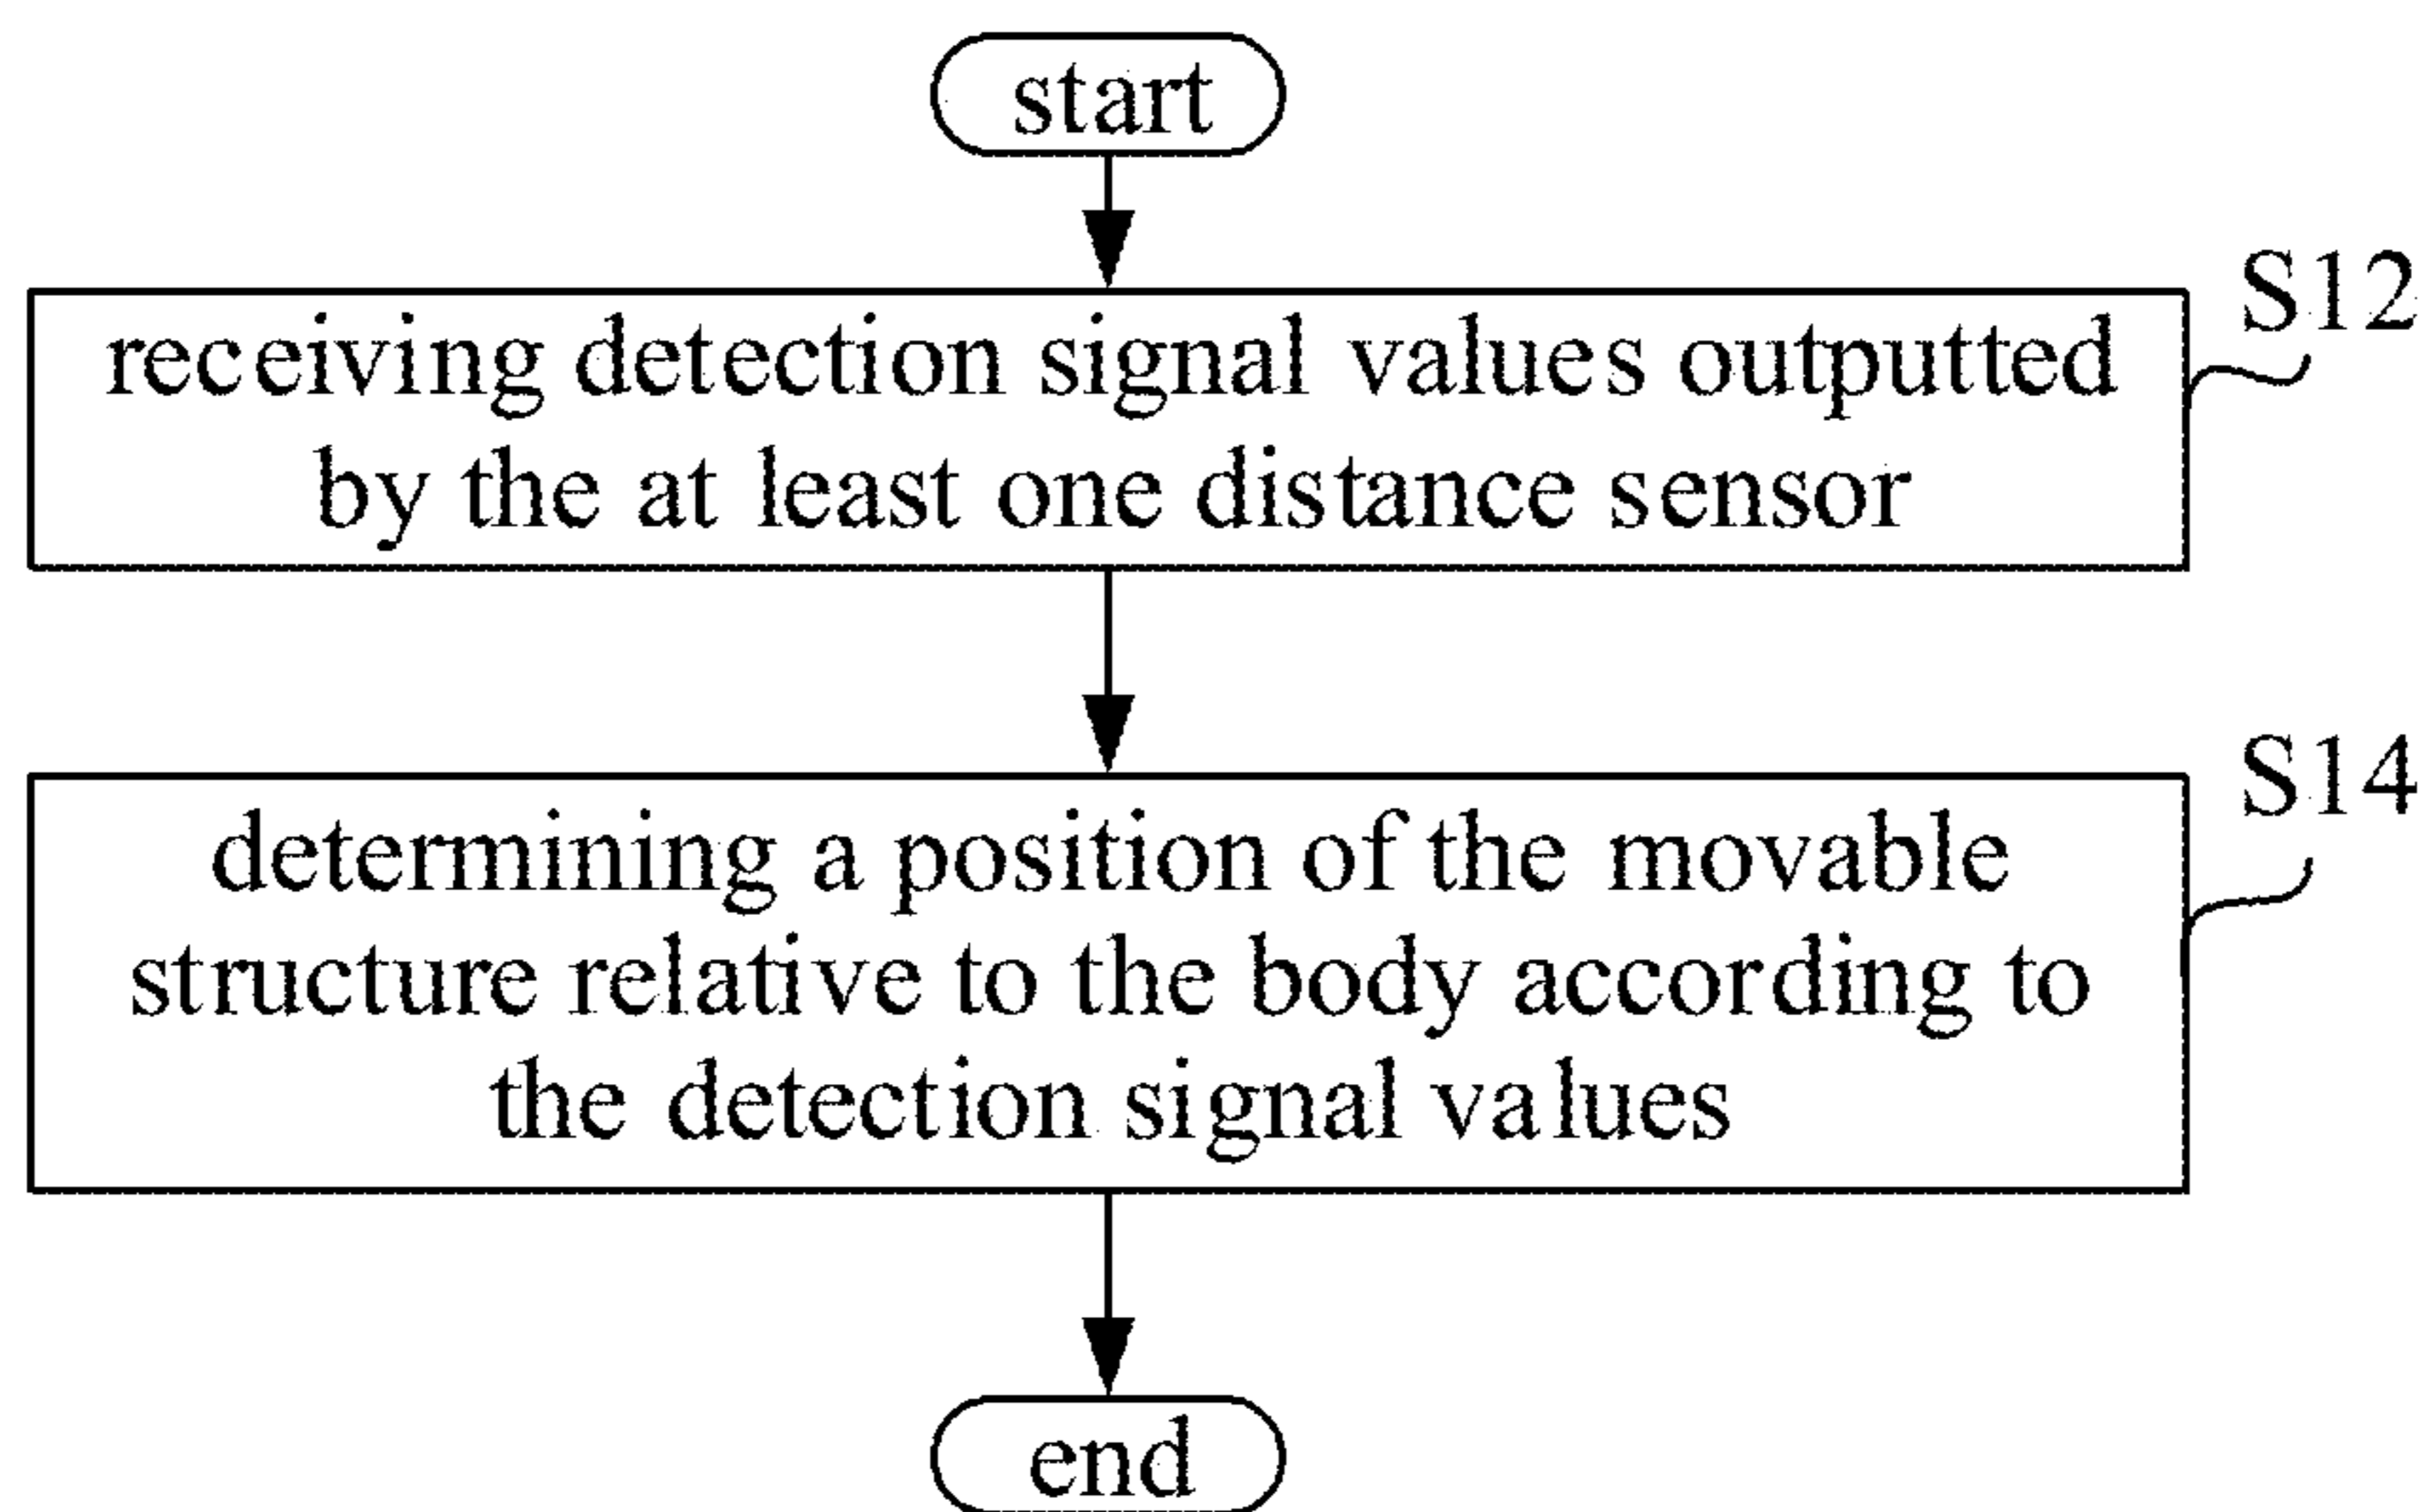 start
S12
receiving detection signal values outputted
by the at least one distance sensor
S14
determining a position of the movable
structure relative to the body according to
the detection signal values
end